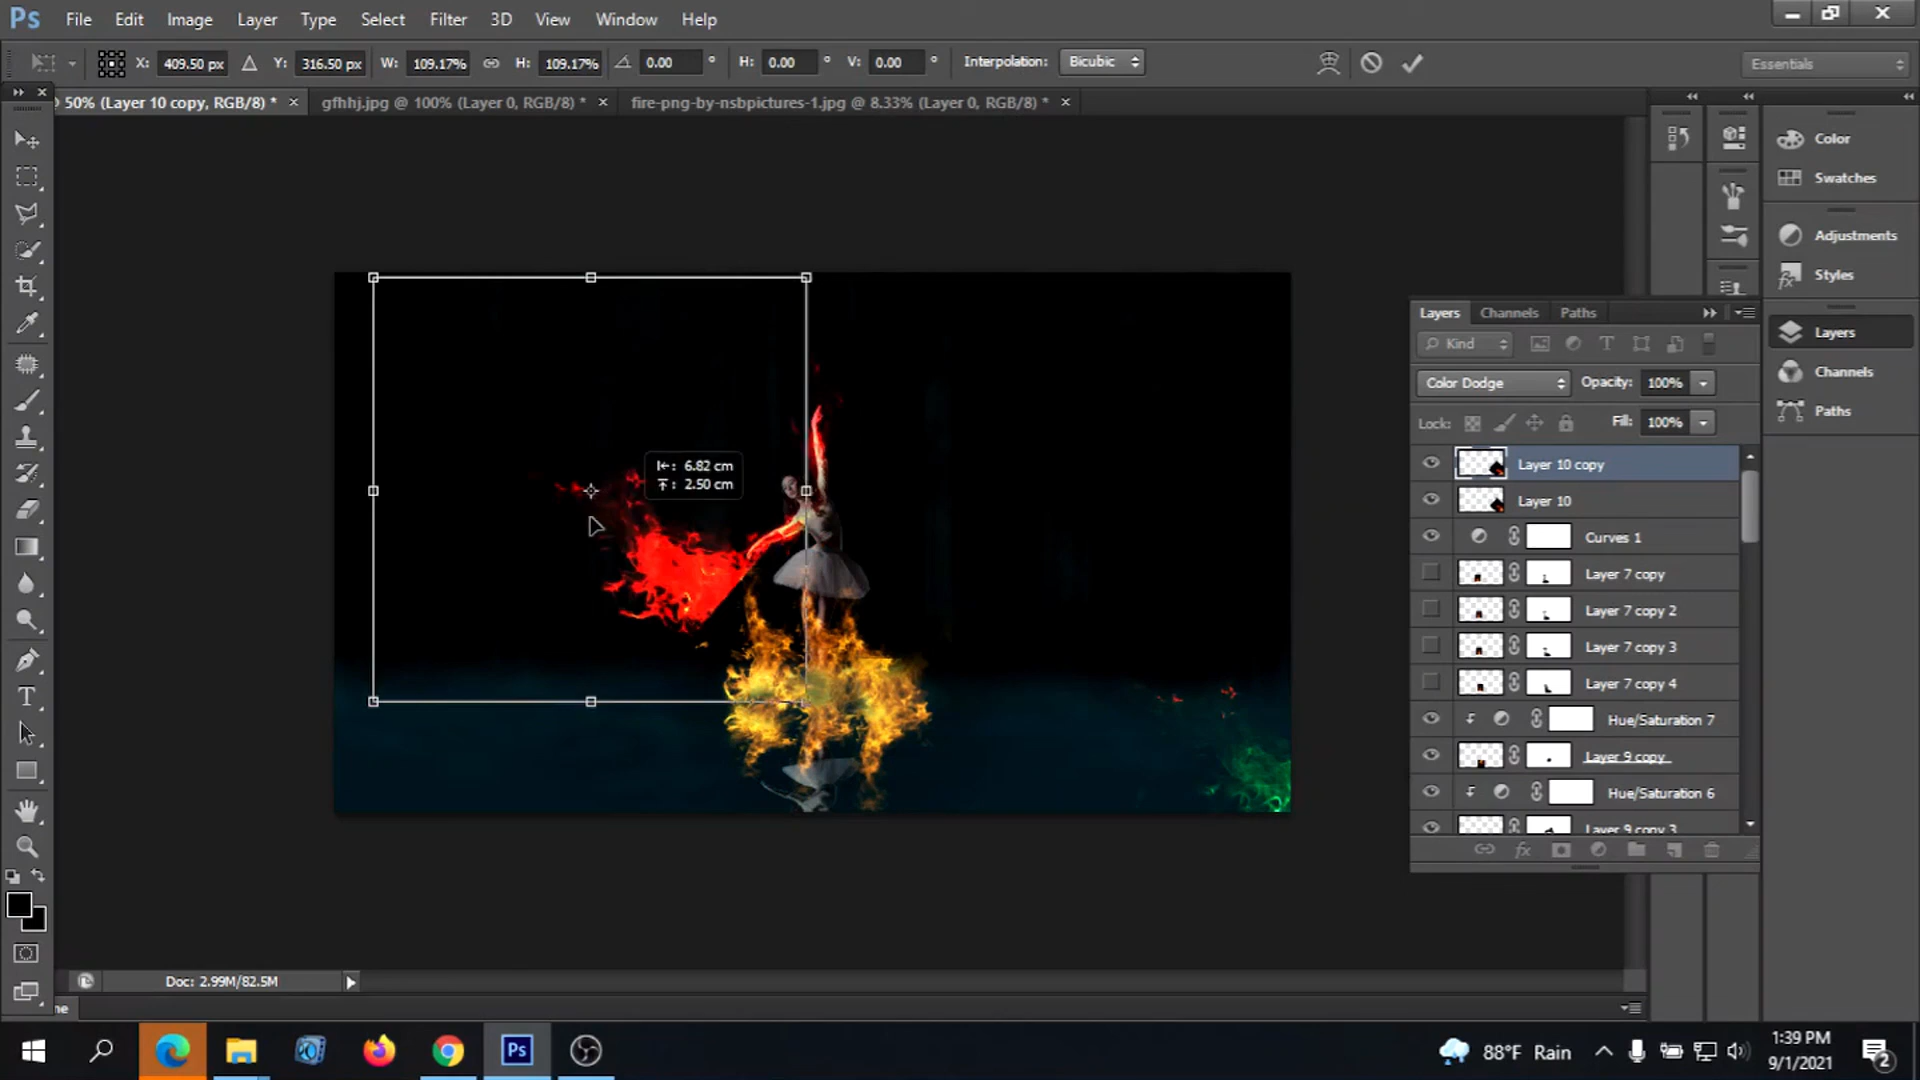 Ps File Edit Image Layer Type Select Filter 3D View Window Help
X: 409.50 px Y: 316.50 px W: 109.17% H: 109.17% 0.00 ° H: 0.00 ° V: 0.00 ° Interpolation: Bicubic Essentials
@ 50% (Layer 10 copy, RGB/8) * × gfhhj.jpg @ 100% (Layer 0, RGB/8) * × fire-png-by-nsbpictures-1.jpg @ 8.33% (Layer 0, RGB/8) * ×
Color
Swatches
Adjustments
Styles
Layers
Channels
Paths
Layers Channels Paths
Kind
Color Dodge Opacity: 100%
Lock: Fill: 100%
Layer 10 copy
Layer 10
Curves 1
Layer 7 copy
Layer 7 copy 2
Layer 7 copy 3
Layer 7 copy 4
Hue/Saturation 7
Layer 9 copy
Hue/Saturation 6
Layer 9 copy 3
fx
6.82 cm
2.50 cm
T
Doc: 2.99M/82.5M
ne
Ps
88°F Rain
1:39 PM
9/1/2021
2